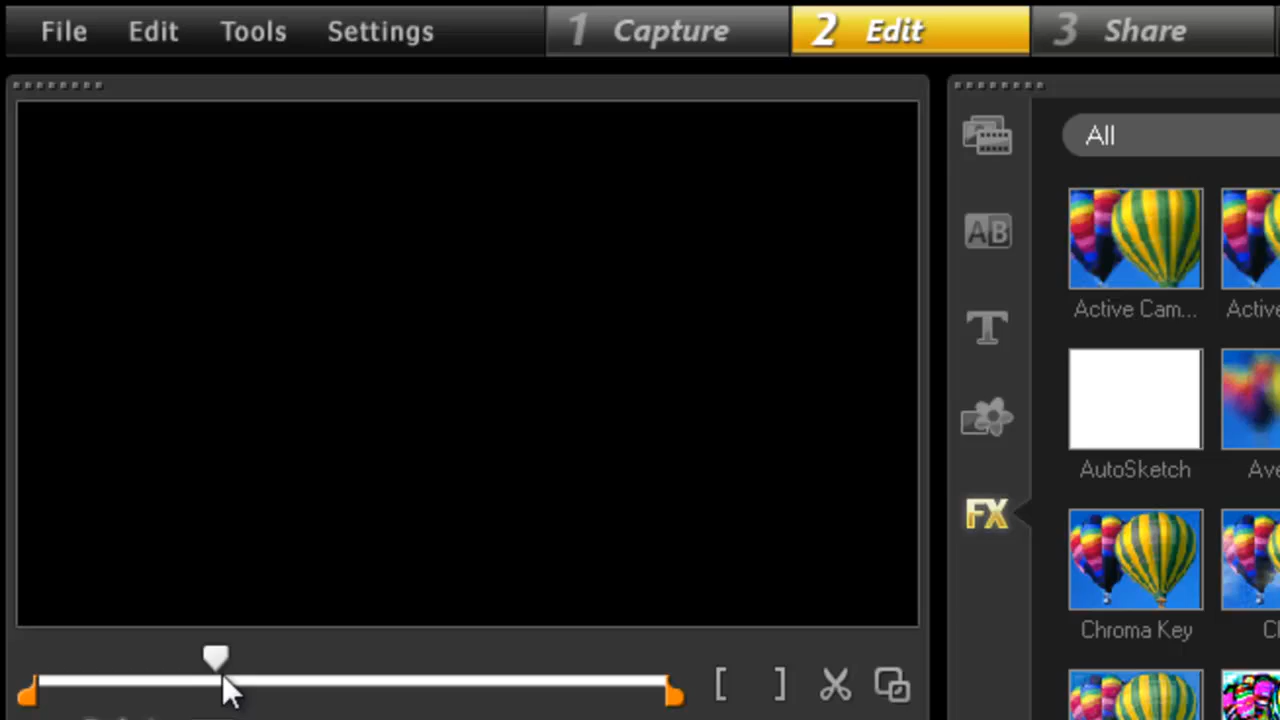 File Edit Tools Settings 1 Capture 2 Edit 3 Share
All
AB
T
Active Cam...
AutoSketch
FX
Chroma Key